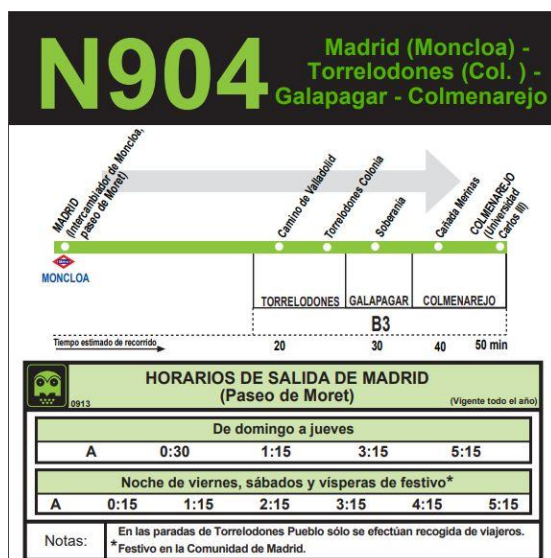 N904
Madrid (Moncloa) -
Torrelodones (Col. ) -
Galapagar - Colmenarejo
MADRID
(Intercambiador de Moncloa,
paseo de Moret)
Camino de Valladolid
Torrelodones Colonia
Soberanía
Cañada Merinas
COLMENAREJO
(Universidad
Carlos III)
MONCLOA
TORRELODONES GALAPAGAR COLMENAREJO
B3
Tiempo estimado de recorrido 20 30 40 50 min
HORARIOS DE SALIDA DE MADRID
(Paseo de Moret)
0913
(Vigente todo el año)
De domingo a jueves
A 0:30 1:15 3:15 5:15
Noche de viernes, sábados y vísperas de festivo*
A 0:15 1:15 2:15 3:15 4:15 5:15
Notas:
En las paradas de Torrelodones Pueblo sólo se efectúan recogida de viajeros.
*Festivo en la Comunidad de Madrid.